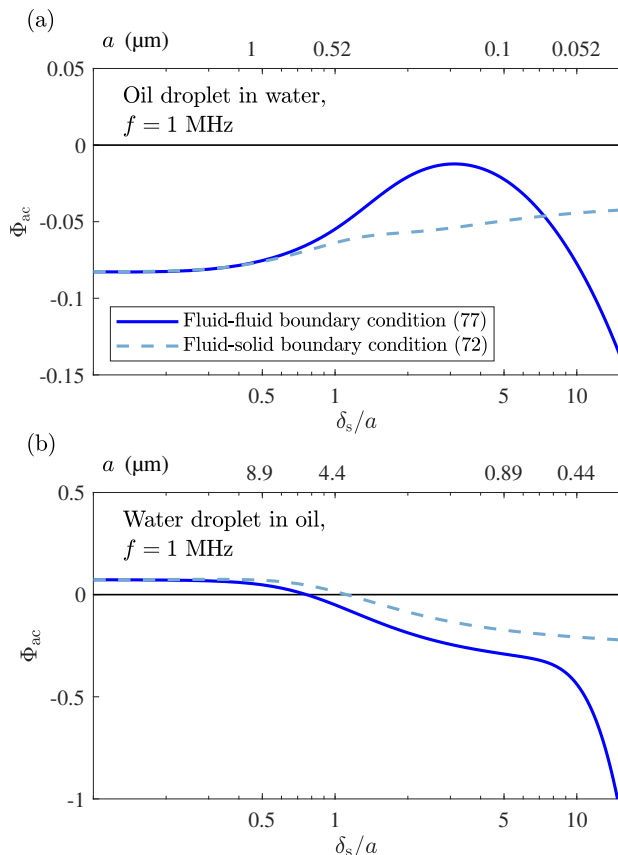 (a)
a (μm)
1 0.52 0.1 0.052
0.05
0
-0.05
-0.1
-0.15
Φac
Oil droplet in water,
f = 1 MHz
Fluid-fluid boundary condition (77)
Fluid-solid boundary condition (72)
0.5 1 5 10
δs/a
(b)
a (μm)
8.9 4.4 0.89 0.44
0.5
0
-0.5
-1
Φac
Water droplet in oil,
f = 1 MHz
0.5 1 5 10
δs/a